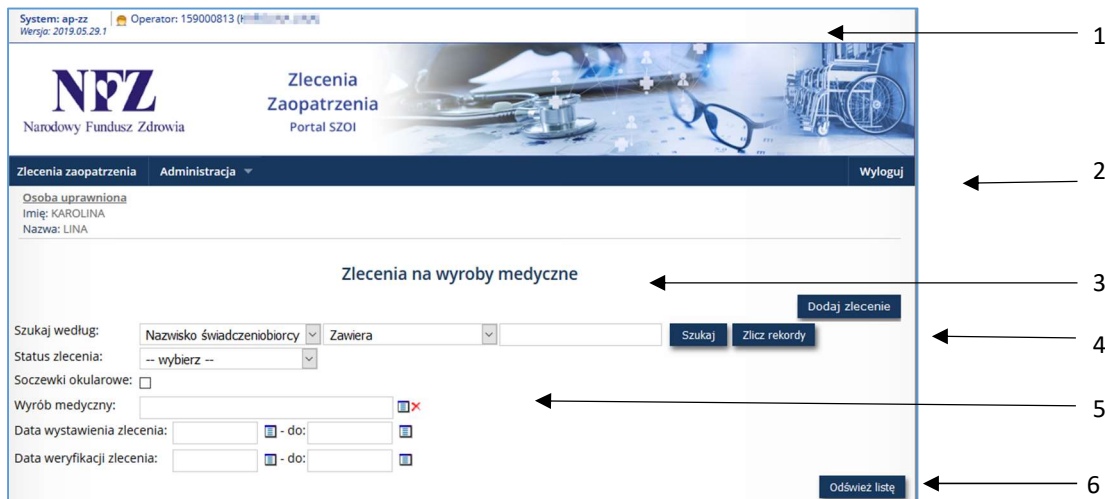 System: ap-zz Operator: 159000813 (
Wersja: 2019.05.29.1
1
NFZ
Narodowy Fundusz Zdrowia
Zlecenia
Zaopatrzenia
Portal SZOI
Zlecenia zaopatrzenia Administracja Wyloguj
2
Osoba uprawniona
Imię: KAROLINA
Nazwa: LINA
Zlecenia na wyroby medyczne
3
Dodaj zlecenie
Szukaj według: Nazwisko świadczeniobiorcy Zawiera Szukaj Zlicz rekordy
4
Status zlecenia: -- wybierz --
Soczewki okularowe:
Wyrób medyczny:
5
Data wystawienia zlecenia: - do:
Data weryfikacji zlecenia: - do:
Odśwież listę
6